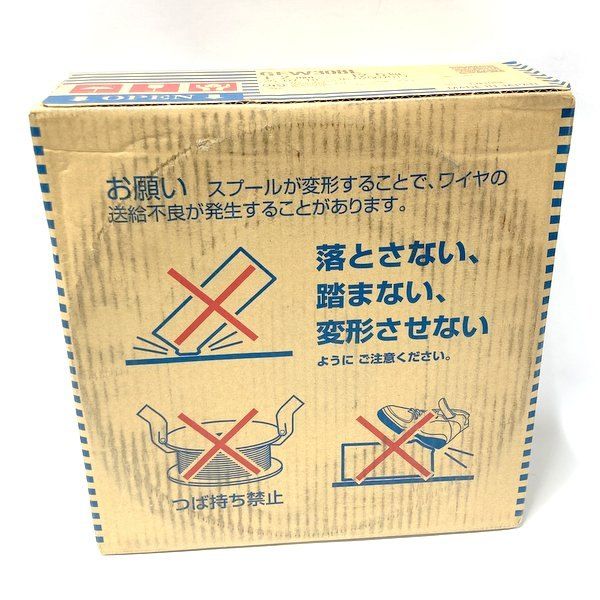 OPEN
お願い スプールが変形することで、ワイヤの
送給不良が発生することがあります。
落とさない、
踏まない、
変形させない
ように ご注意ください。
つば持ち禁止